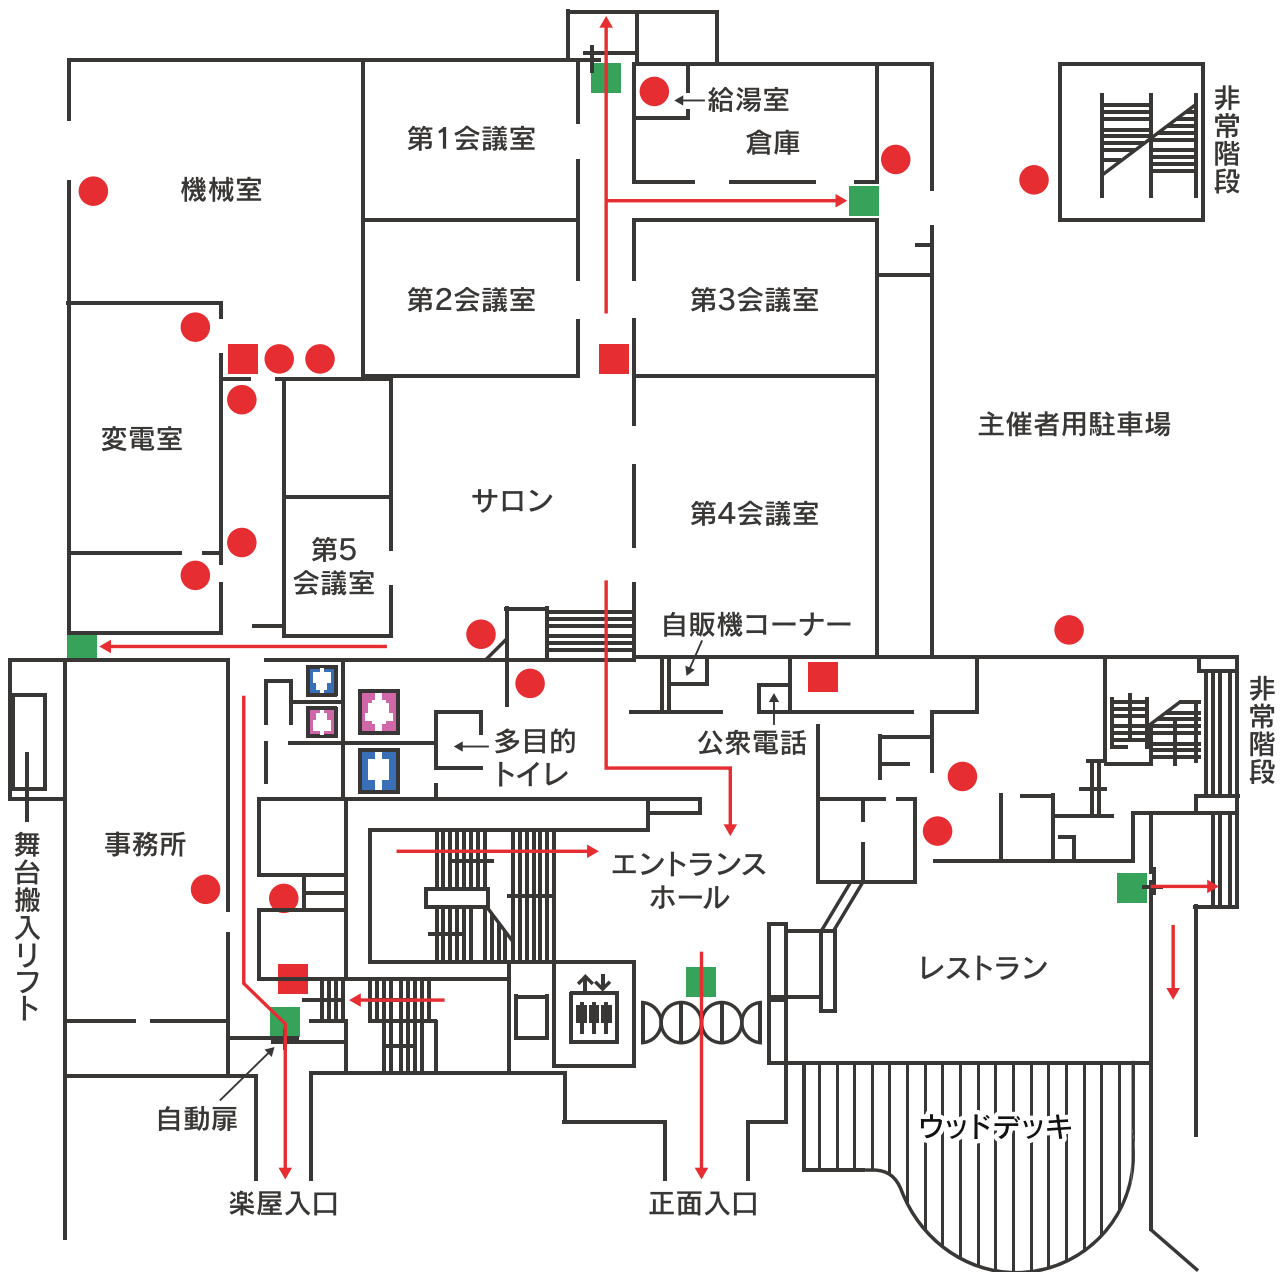 給湯室
第1会議室
倉庫
非常階段
機械室
第2会議室
第3会議室
変電室
主催者用駐車場
サロン
第4会議室
第5
会議室
自販機コーナー
公衆電話
多目的
トイレ
非常階段
舞台搬入リフト
事務所
エントランス
ホール
レストラン
自動扉
ウッドデッキ
楽屋入口
正面入口